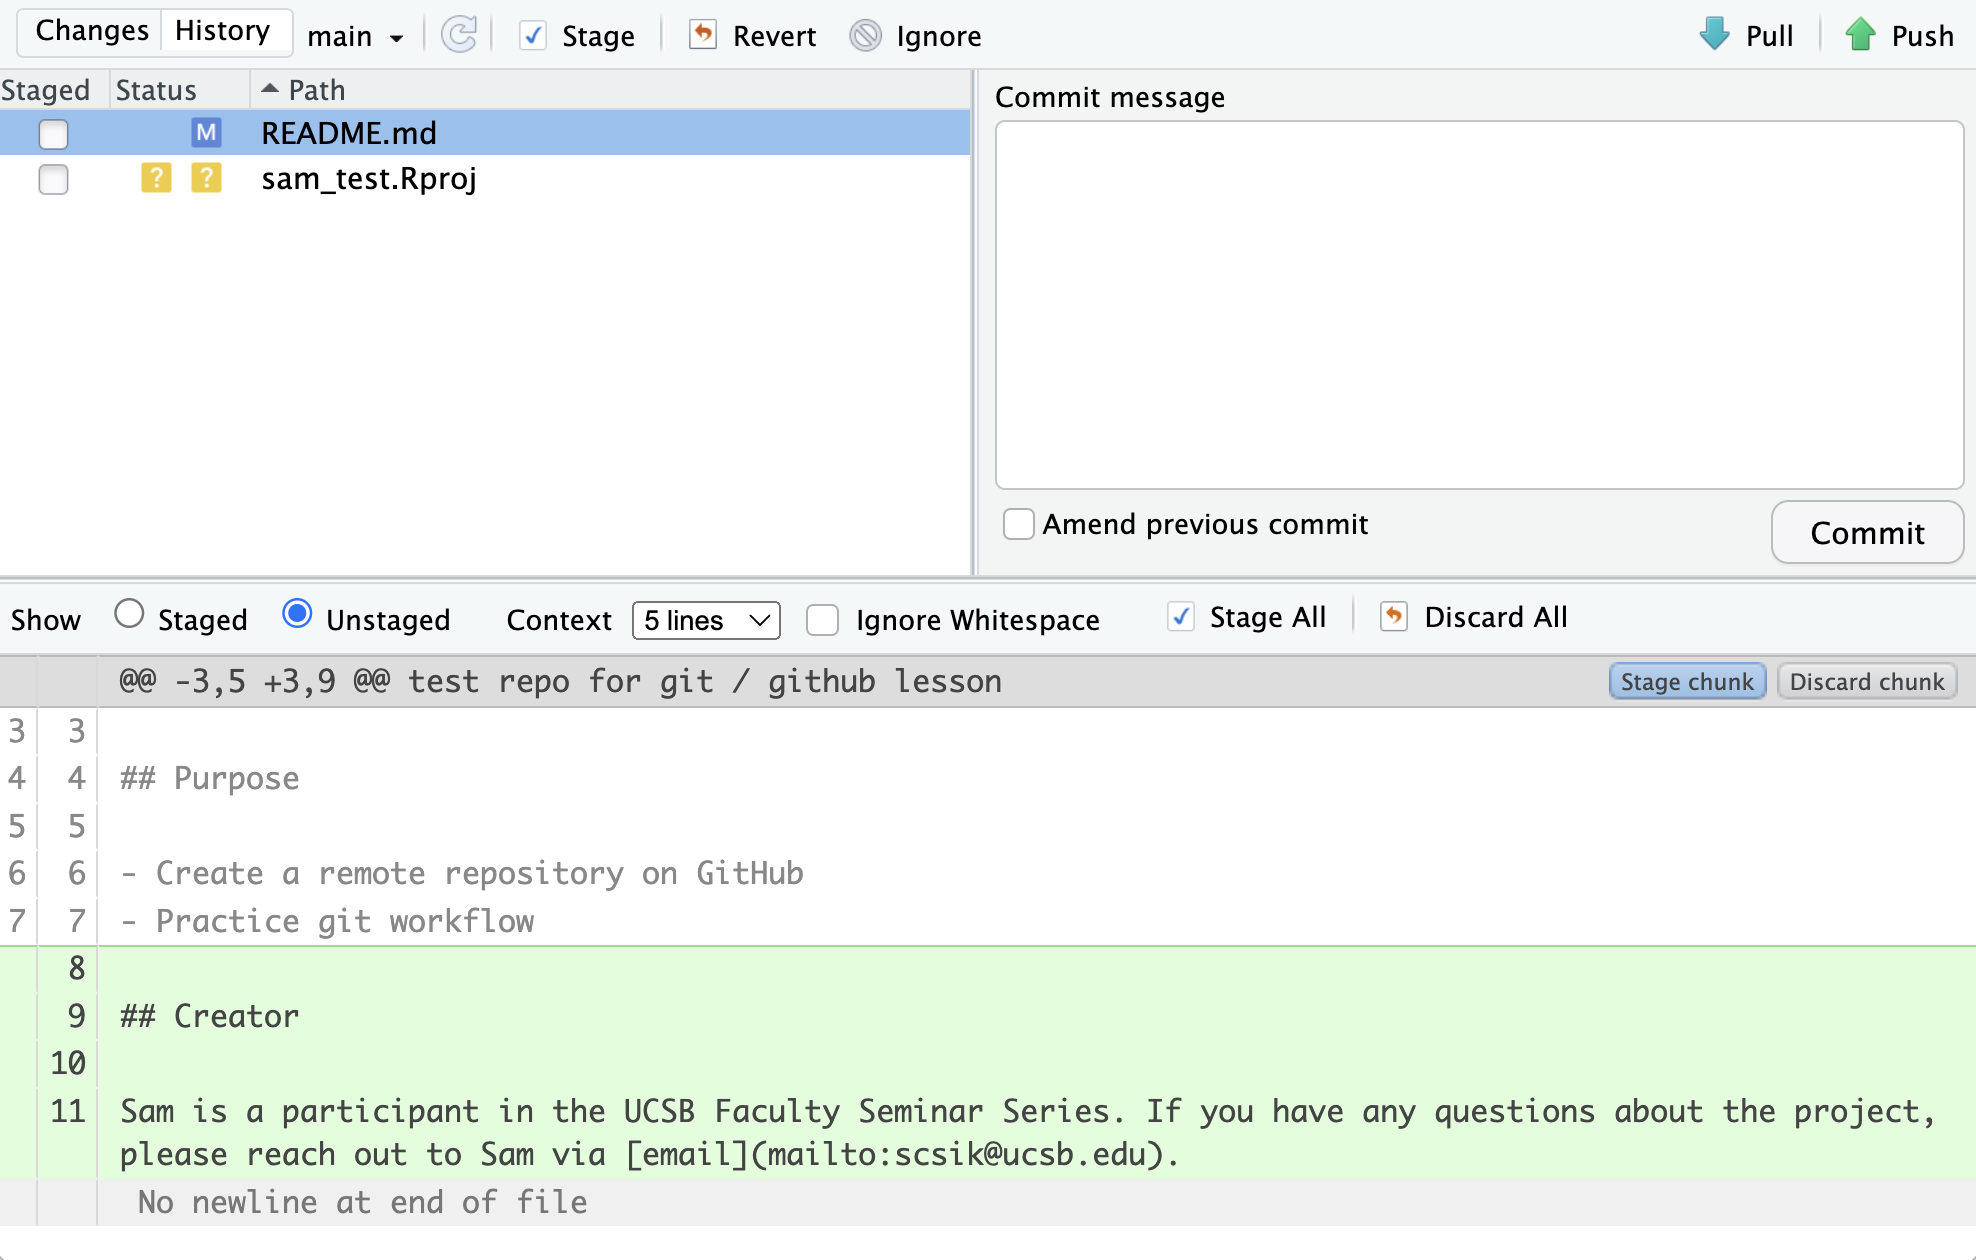 Changes History main Stage Revert Ignore Pull Push
Staged Status Path
M README.md
? ? sam_test.Rproj
Commit message
Amend previous commit
Commit
Show Staged Unstaged Context 5 lines Ignore Whitespace Stage All Discard All
@@ -3,5 +3,9 @@ test repo for git / github lesson Stage chunk Discard chunk
3 3
4 4 ## Purpose
5 5
6 6 - Create a remote repository on GitHub
7 7 - Practice git workflow
8
9 ## Creator
10
11 Sam is a participant in the UCSB Faculty Seminar Series. If you have any questions about the project,
please reach out to Sam via [email](mailto:scsik@ucsb.edu).
No newline at end of file